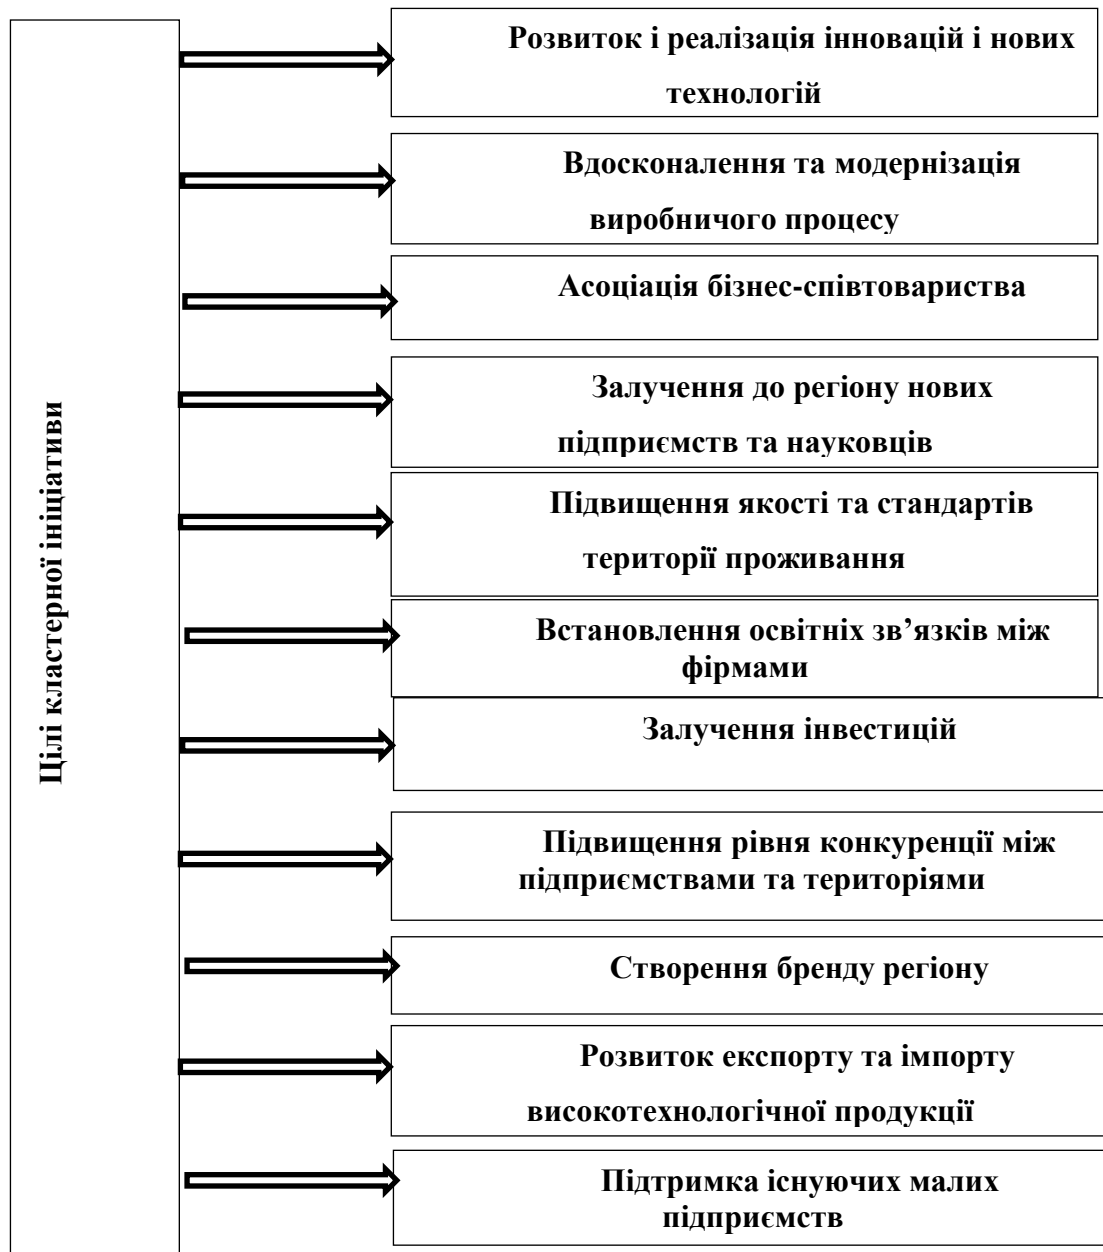 Цілі кластерної ініціативи
Розвиток і реалізація інновацій і нових
технологій
Вдосконалення та модернізація
виробничого процесу
Асоціація бізнес-співтовариства
Залучення до регіону нових
підприємств та науковців
Підвищення якості та стандартів
території проживання
Встановлення освітніх зв’язків між
фірмами
Залучення інвестицій
Підвищення рівня конкуренції між
підприємствами та територіями
Створення бренду регіону
Розвиток експорту та імпорту
високотехнологічної продукції
Підтримка існуючих малих
підприємств